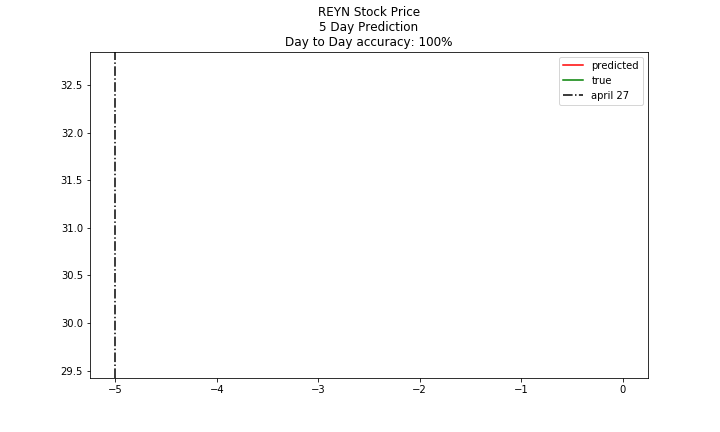 REYN Stock Price
5 Day Prediction
Day to Day accuracy: 100%
predicted
true
april 27
32.5
32.0
31.5
31.0
30.5
30.0
29.5
−5 −4 −3 −2 −1 0